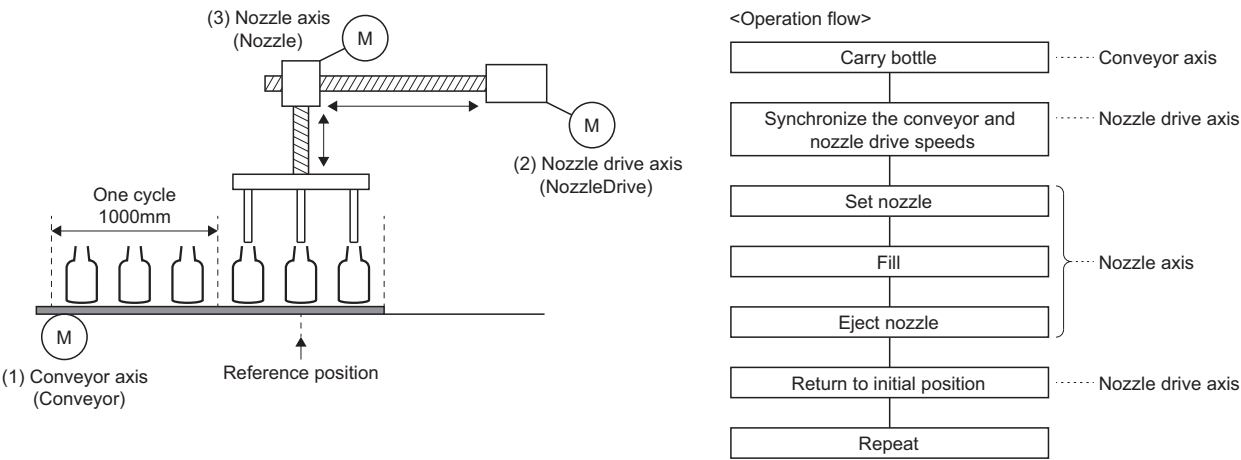 (3) Nozzle axis
(Nozzle)
M
M
(2) Nozzle drive axis
(NozzleDrive)
One cycle
1000mm
M
(1) Conveyor axis
(Conveyor)
Reference position
<Operation flow>
Carry bottle
Conveyor axis
Synchronize the conveyor and
nozzle drive speeds
Nozzle drive axis
Set nozzle
Fill
Nozzle axis
Eject nozzle
Return to initial position
Nozzle drive axis
Repeat